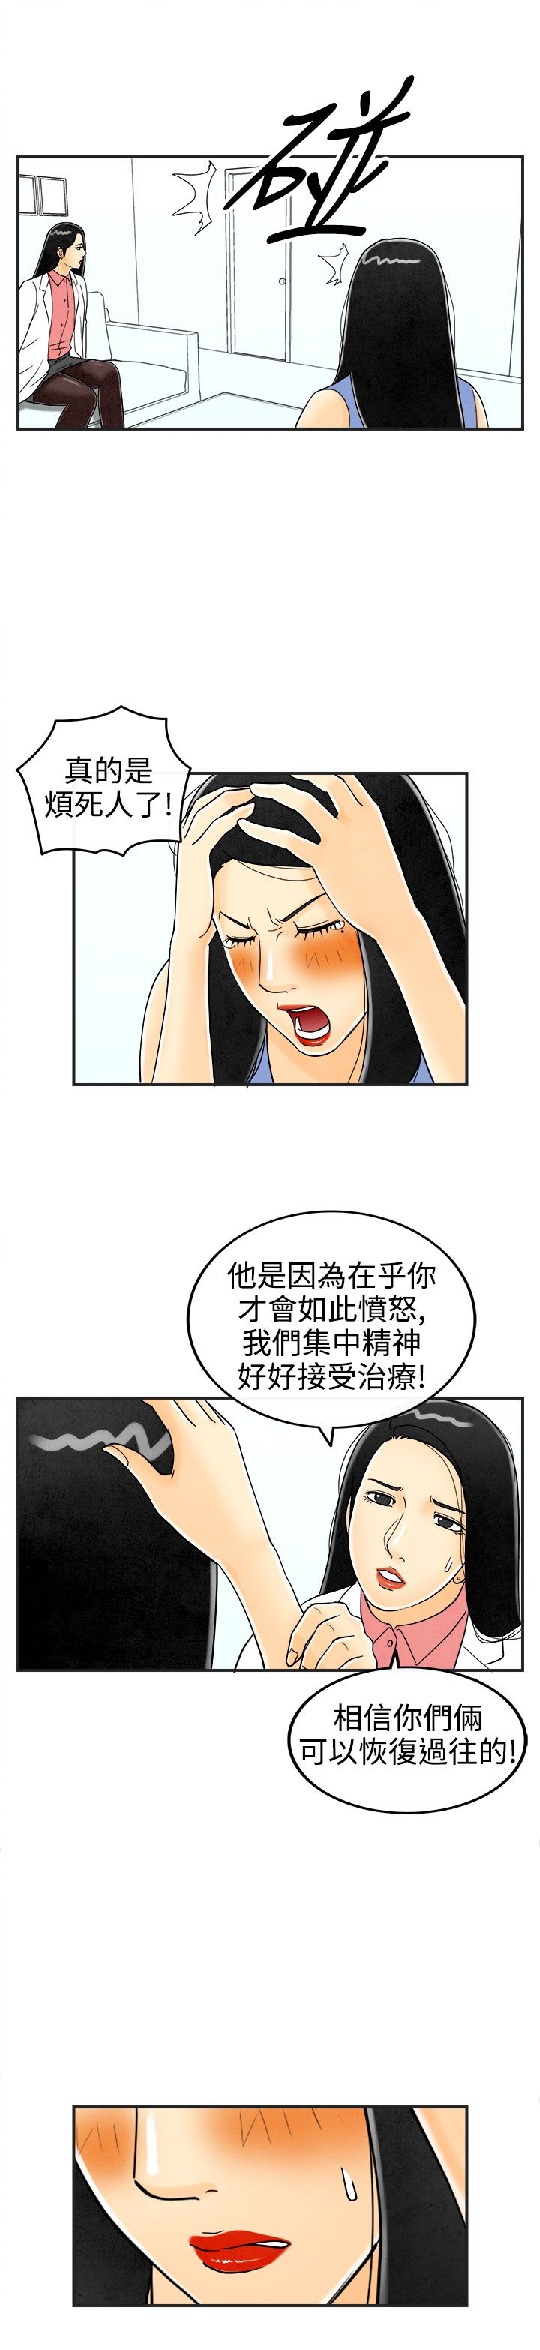 碰
真的是
煩死人了!
他是因為在乎你
才會如此憤怒,
我們集中精神
好好接受治療!
相信你們倆
可以恢復過往的!